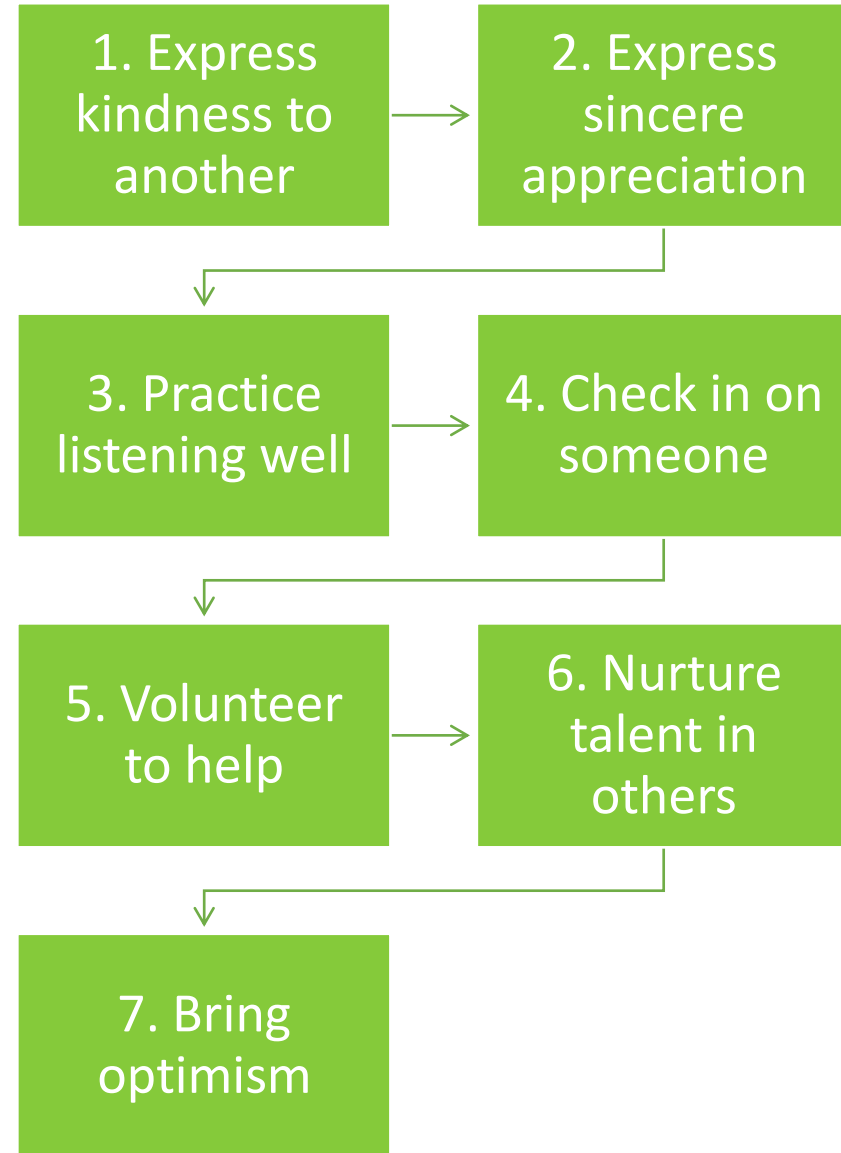 1. Express
kindness to
another
2. Express
sincere
appreciation
3. Practice
listening well
4. Check in on
someone
5. Volunteer
to help
6. Nurture
talent in
others
7. Bring
optimism